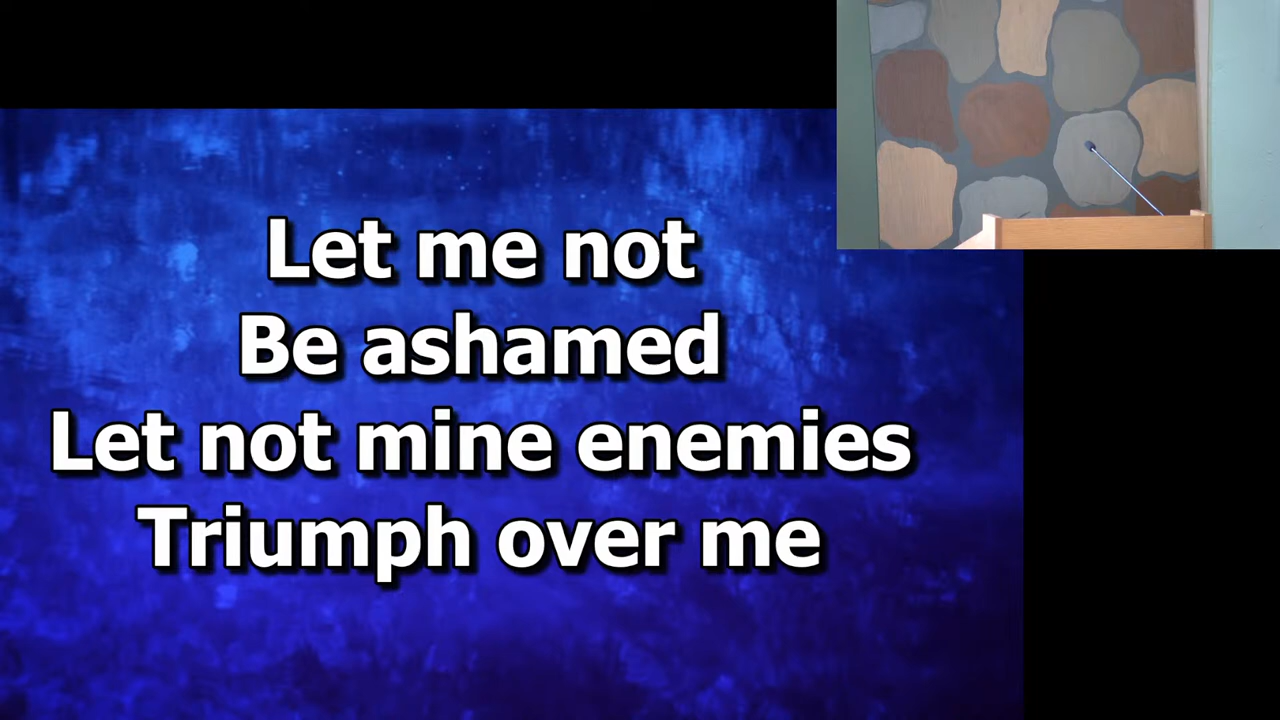 Let me not
Be ashamed
Let not mine enemies
Triumph over me